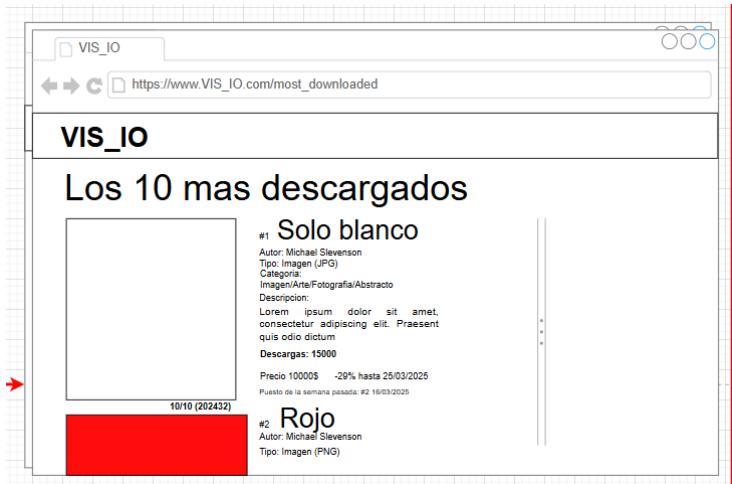 VIS_IO
https://www.VIS_IO.com/most_downloaded
VIS_IO
Los 10 mas descargados
#1 Solo blanco
Autor: Michael Slevenson
Tipo: Imagen (JPG)
Categoria:
Imagen/Arte/Fotografia/Abstracto
Descripcion:
Lorem ipsum dolor sit amet,
consectetur adipiscing elit. Praesent
quis odio dictum
Descargas: 15000
Precio 10000$ -29% hasta 25/03/2025
Puesto de la semana pasada: #2 16/03/2025
10/10 (202432)
#2 Rojo
Autor: Michael Slevenson
Tipo: Imagen (PNG)